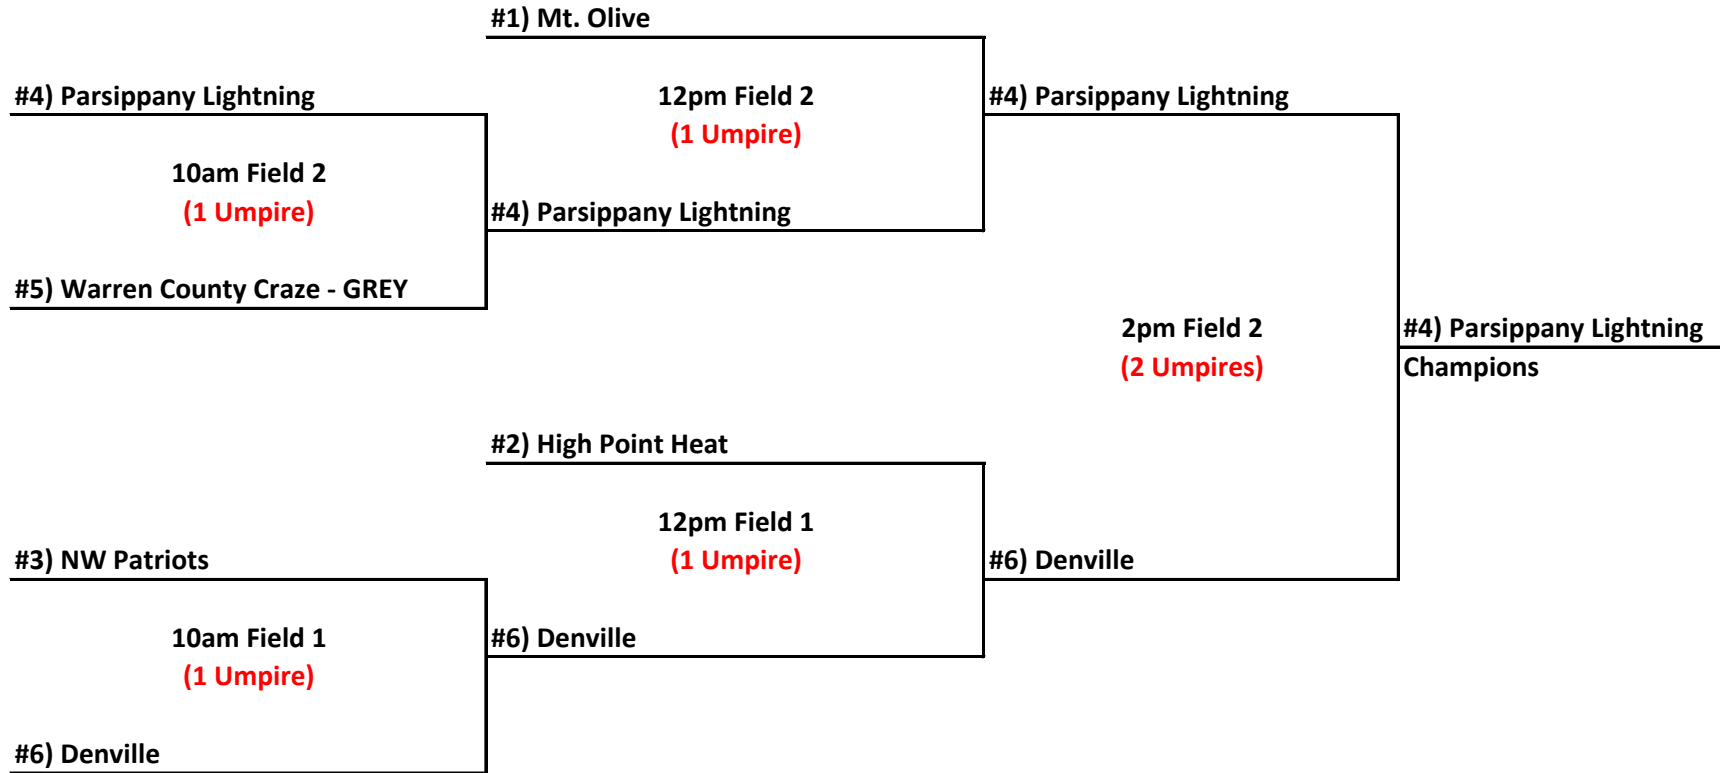 #1) Mt. Olive
#4) Parsippany Lightning
12pm Field 2
#4) Parsippany Lightning
(1 Umpire)
10am Field 2
(1 Umpire)
#4) Parsippany Lightning
#5) Warren County Craze - GREY
2pm Field 2
#4) Parsippany Lightning
(2 Umpires)
Champions
#2) High Point Heat
12pm Field 1
#3) NW Patriots
(1 Umpire)
#6) Denville
10am Field 1
#6) Denville
(1 Umpire)
#6) Denville